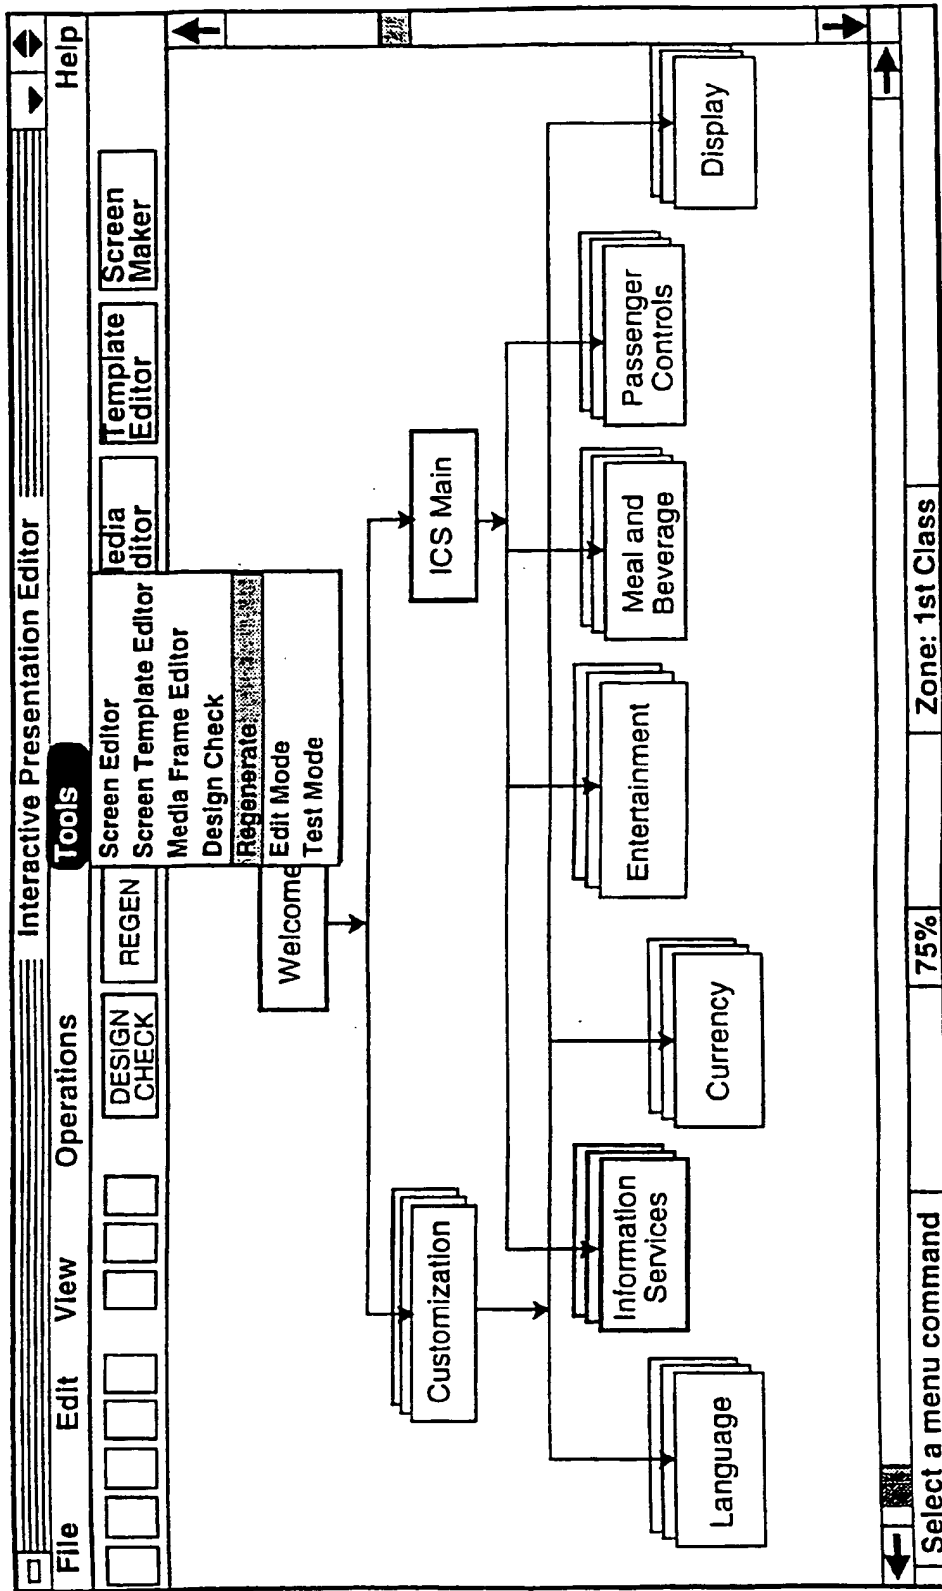 Interactive Presentation Editor
File Edit View Operations Tools Help
DESIGN
CHECK
REGEN
edia
ditor
Template
Editor
Screen
Maker
Screen Editor
Screen Template Editor
Media Frame Editor
Design Check
Regenerate
Edit Mode
Test Mode
Welcome
Customization
ICS Main
Language
Information
Services
Currency
Entertainment
Meal and
Beverage
Passenger
Controls
Display
Select a menu command
75%
Zone: 1st Class